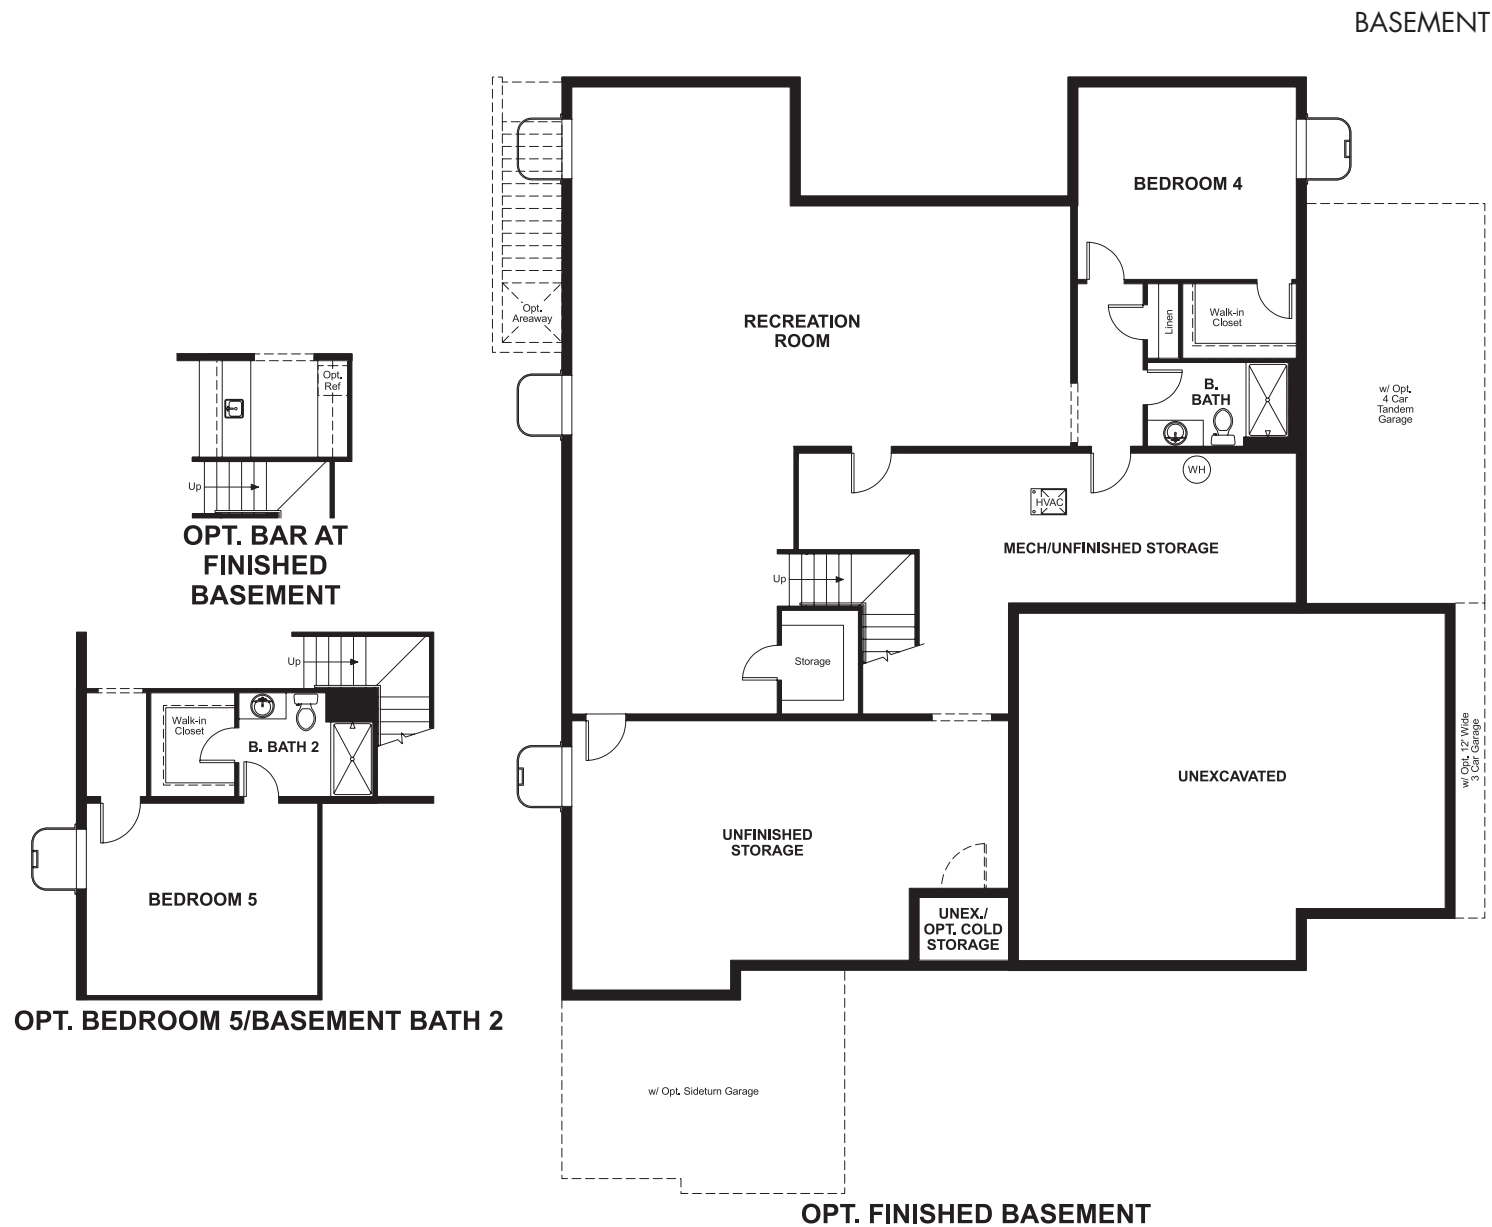 BASEMENT
BEDROOM 4
Opt.
Areaway
RECREATION
ROOM
Linen
Walk-in
Closet
Opt.
Ref
B.
BATH
w/ Opt.
4 Car
Tandem
Garage
Up
WH
HVAC
OPT. BAR AT
FINISHED
BASEMENT
MECH/UNFINISHED STORAGE
Up
Up
Storage
Walk-in
Closet
B. BATH 2
w/ Opt. 12' Wide
3 Car Garage
UNEXCAVATED
UNFINISHED
STORAGE
BEDROOM 5
UNEX./
OPT. COLD
STORAGE
OPT. BEDROOM 5/BASEMENT BATH 2
w/ Opt. Sideturn Garage
OPT. FINISHED BASEMENT